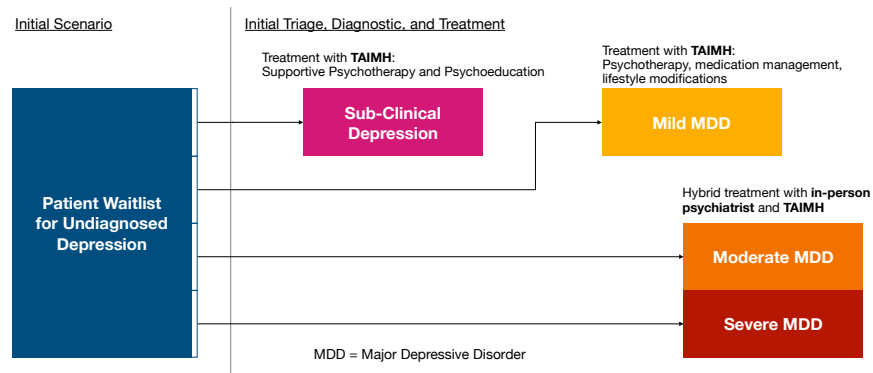 Initial Scenario
Initial Triage, Diagnostic, and Treatment
Treatment with TAIMH:
Supportive Psychotherapy and Psychoeducation
Treatment with TAIMH:
Psychotherapy, medication management,
lifestyle modifications
Sub-Clinical
Depression
Mild MDD
Patient Waitlist
for Undiagnosed
Depression
Hybrid treatment with in-person
psychiatrist and TAIMH
Moderate MDD
Severe MDD
MDD = Major Depressive Disorder